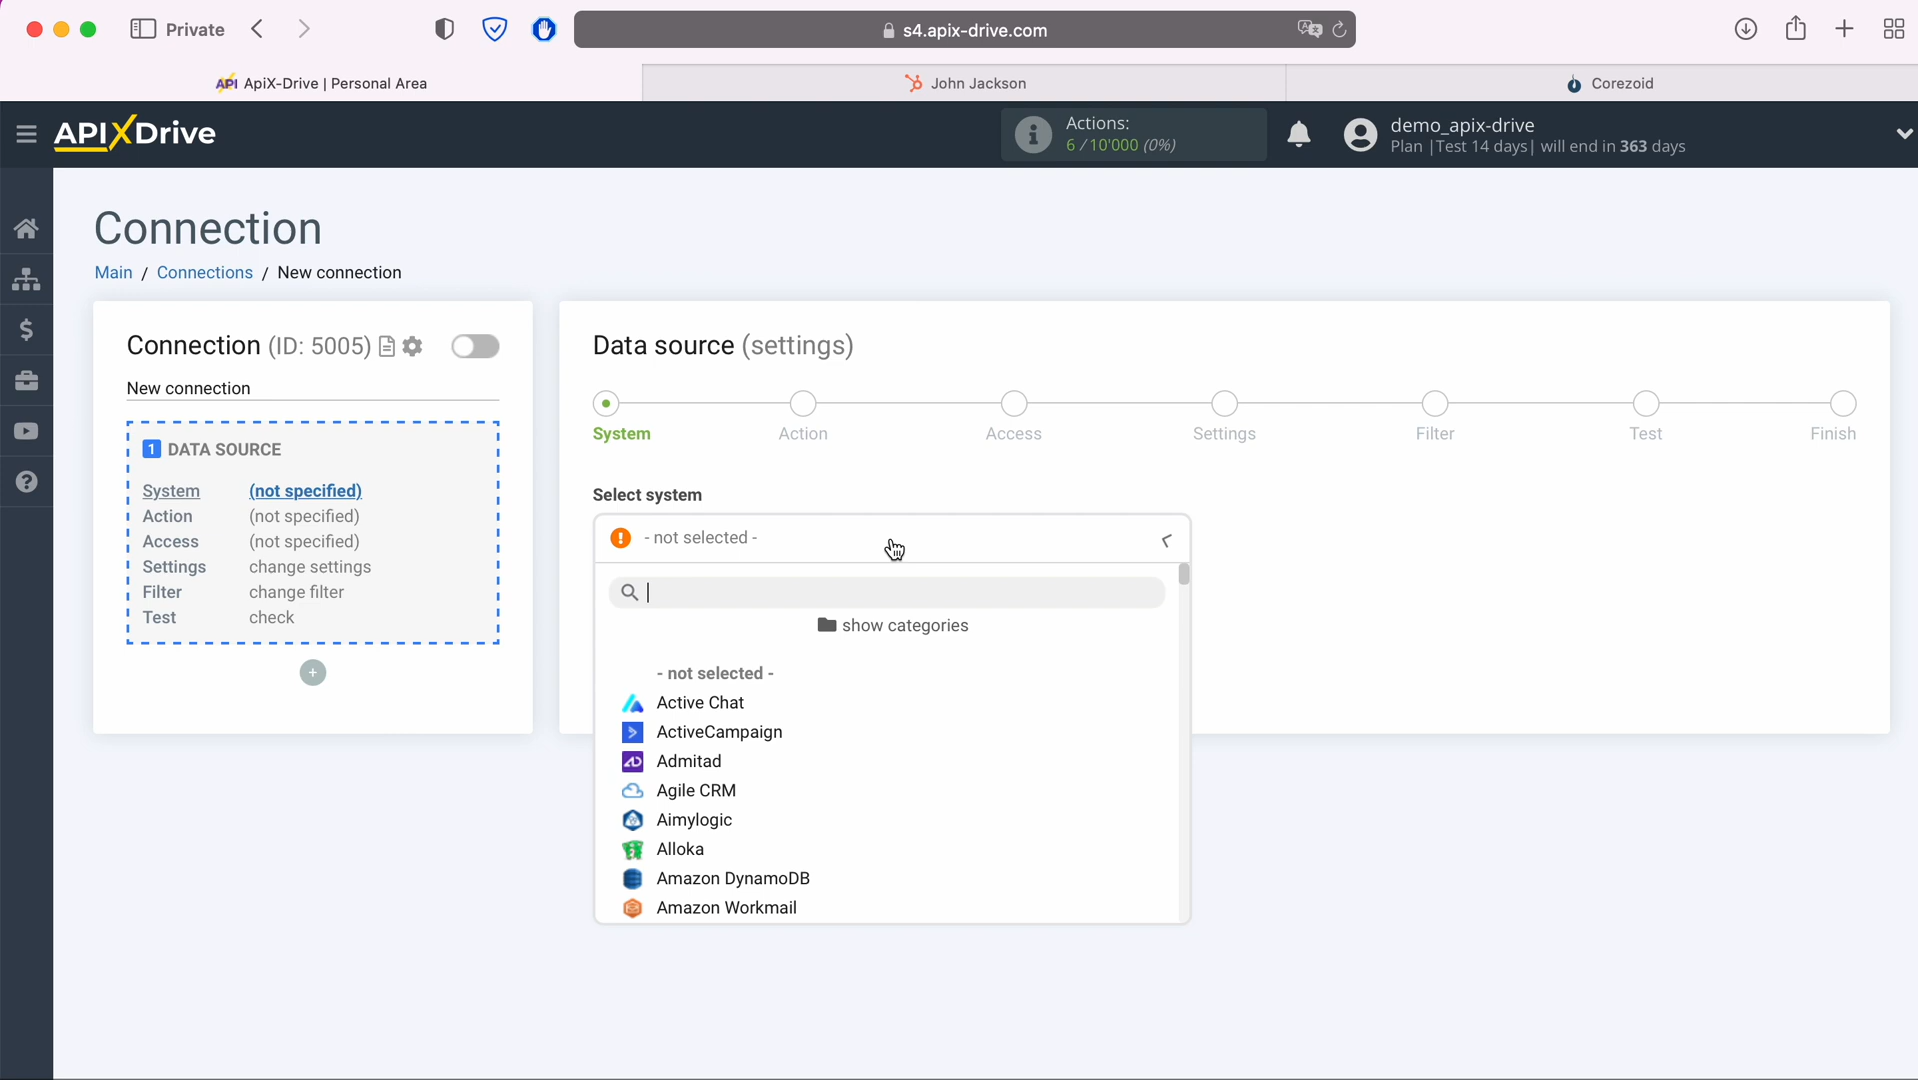 Private
s4.apix-drive.com
API ApiX-Drive | Personal Area
John Jackson
Corezoid
APIXDrive
Actions:
6 / 10'000 (0%)
demo_apix-drive
Plan |Test 14 days| will end in 363 days
Connection
Main / Connections / New connection
Connection (ID: 5005)
New connection
1 DATA SOURCE
System (not specified)
Action (not specified)
Access (not specified)
Settings change settings
Filter change filter
Test check
Data source (settings)
System
Action
Access
Settings
Filter
Test
Finish
Select system
- not selected -
show categories
- not selected -
Active Chat
ActiveCampaign
Admitad
Agile CRM
Aimylogic
Alloka
Amazon DynamoDB
Amazon Workmail